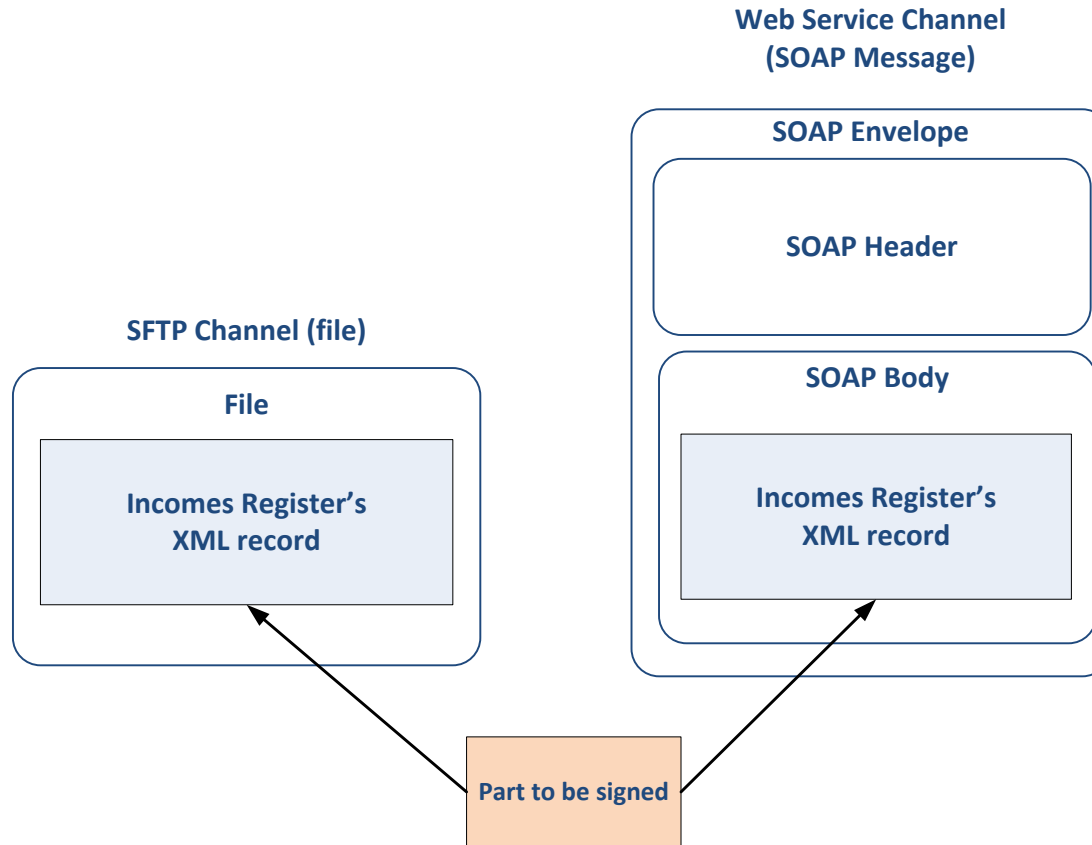 Web Service Channel
(SOAP Message)
SOAP Envelope
SOAP Header
SFTP Channel (file)
SOAP Body
File
Incomes Register’s
XML record
Incomes Register’s
XML record
Part to be signed